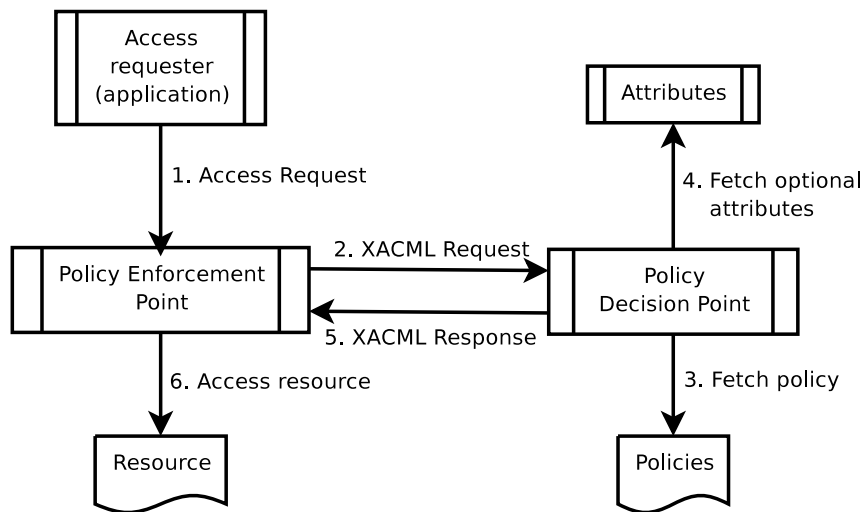 Access
requester
(application)
Attributes
1. Access Request
4. Fetch optional
attributes
Policy Enforcement
Point
2. XACML Request
Policy
Decision Point
5. XACML Response
6. Access resource
3. Fetch policy
Resource
Policies